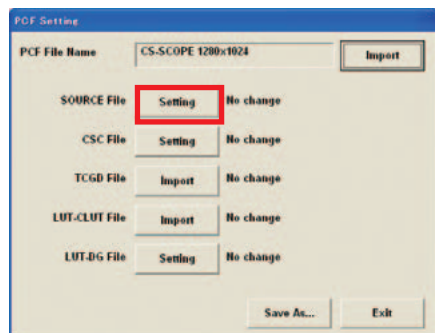 PCF Setting
PCF File Name CS-SCOPE 1280x1024 Import
SOURCE File Setting No change
CSC File Setting No change
TCGD File Import No change
LUT-CLUT File Import No change
LUT-DG File Setting No change
Save As... Exit